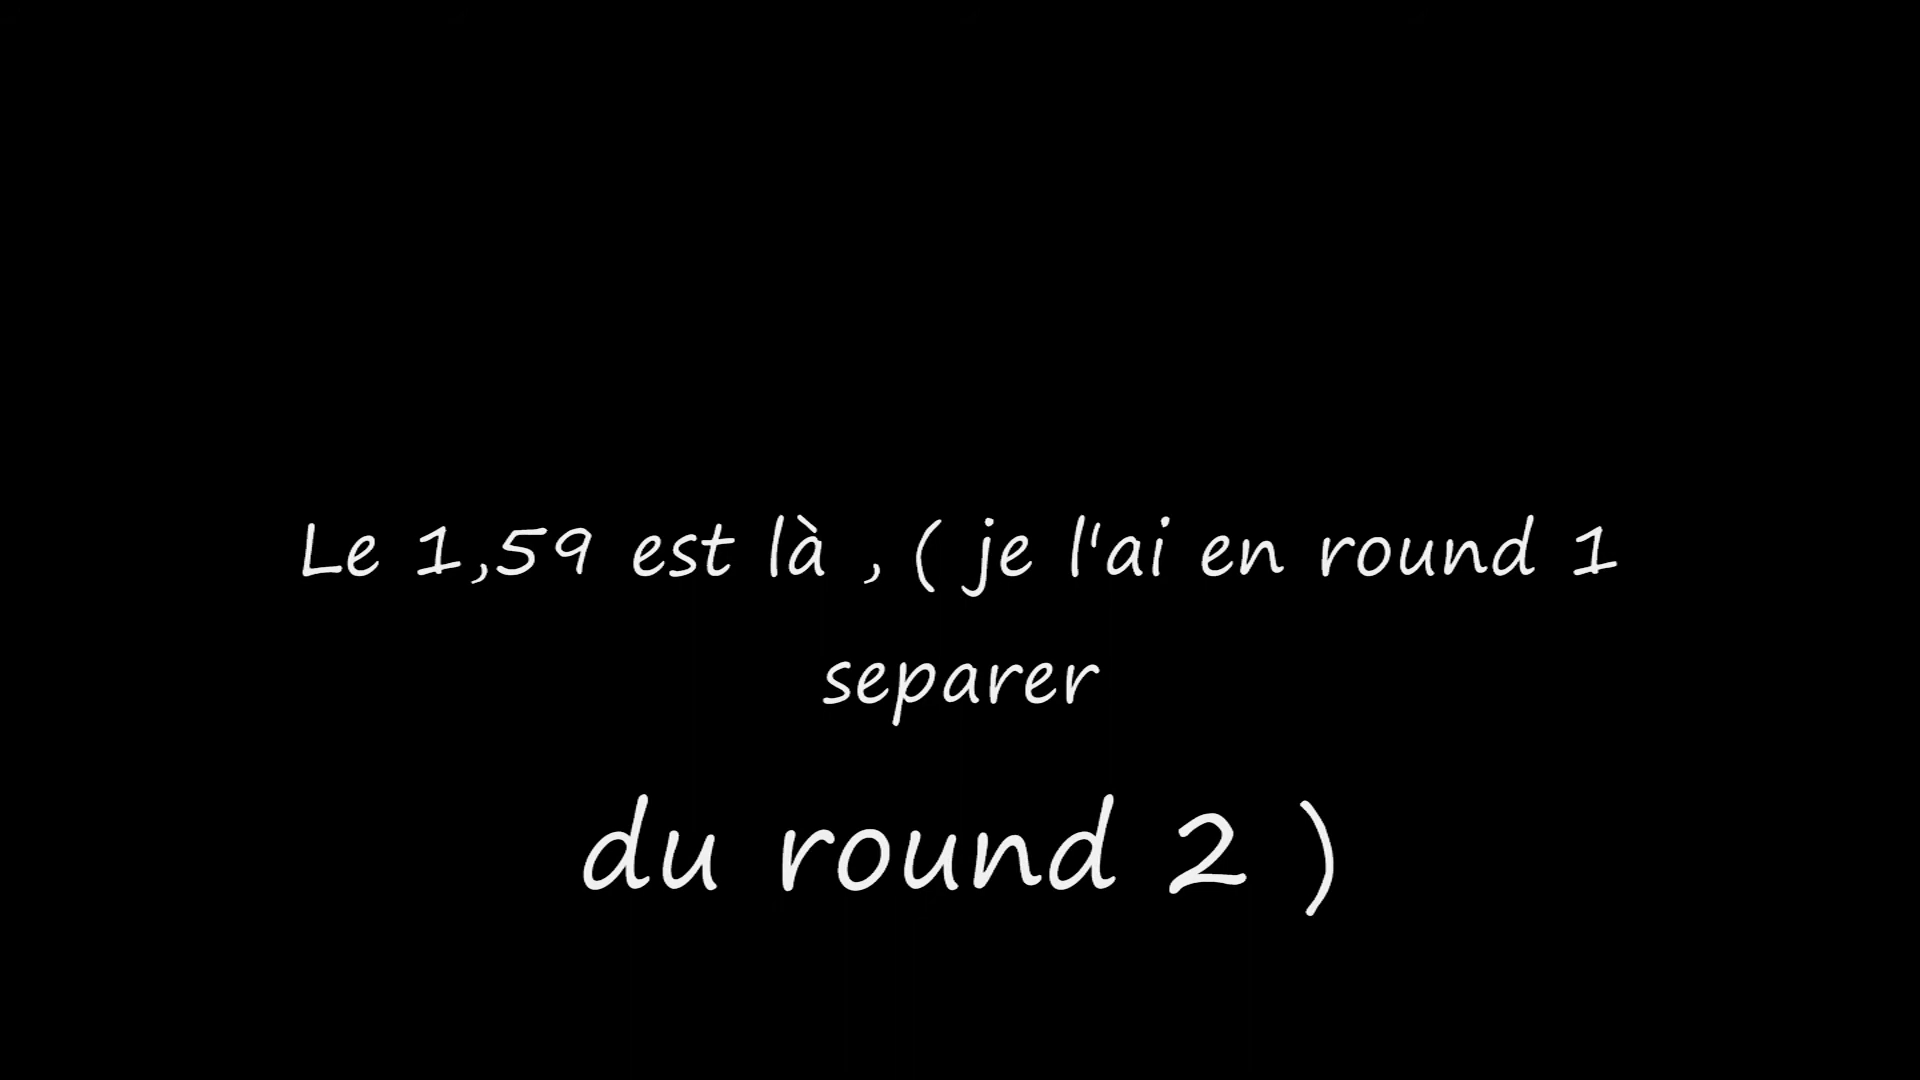 Le 1,59 est là , ( je l'ai en round 1
separer
du round 2 )